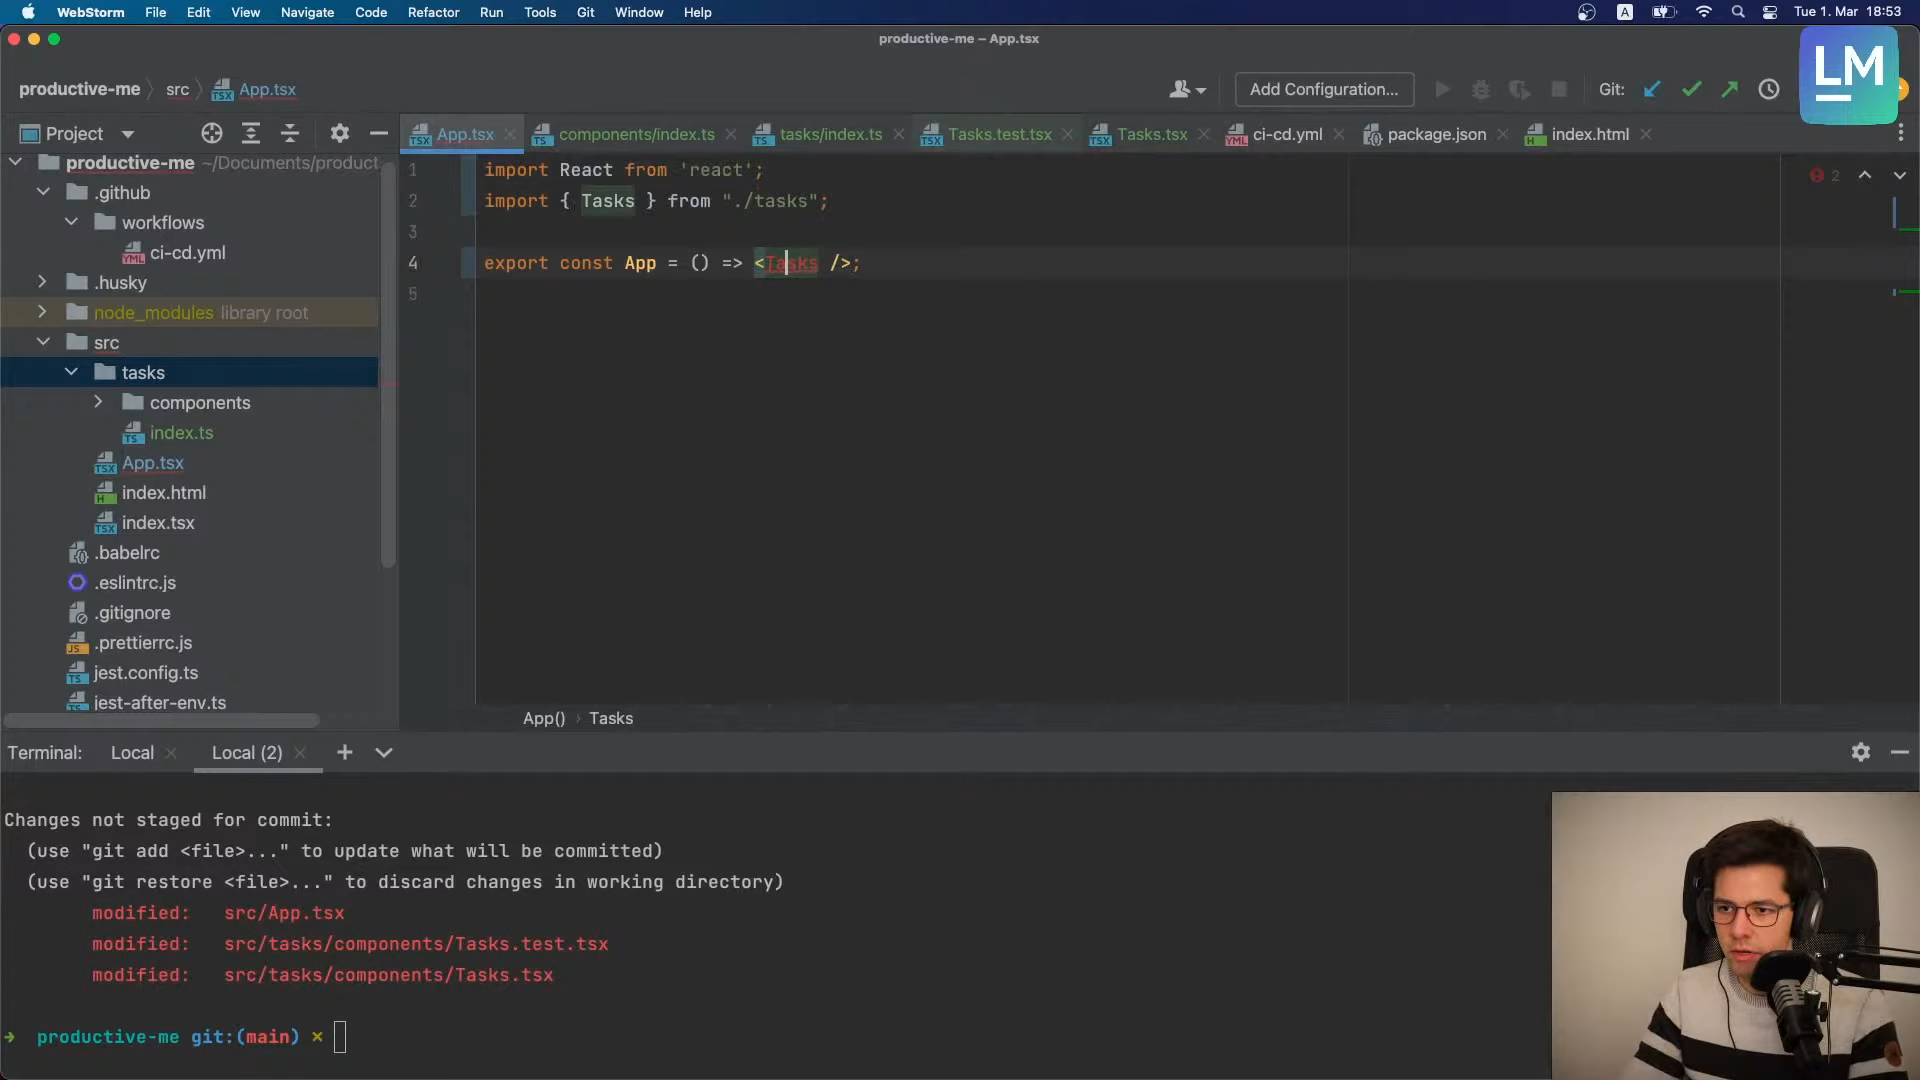 WebStorm File Edit View Navigate Code Refactor Run Tools Git Window Help
A Tue 1. Mar 18:53
productive-me – App.tsx
LM
productive-me src App.tsx
Add Configuration... Git:
Project
App.tsx components/index.ts tasks/index.ts Tasks.test.tsx Tasks.tsx ci-cd.yml package.json index.html
productive-me ~/Documents/product
.github
workflows
ci-cd.yml
.husky
node_modules library root
src
tasks
components
index.ts
App.tsx
index.html
index.tsx
.babelrc
.eslintrc.js
.gitignore
.prettierrc.js
jest.config.ts
jest-after-env.ts
1 import React from 'react';
2 import { Tasks } from "./tasks";
3
4 export const App = () => <Tasks />;
5
2
App() Tasks
Terminal: Local Local (2)
Changes not staged for commit:
(use "git add <file>..." to update what will be committed)
(use "git restore <file>..." to discard changes in working directory)
modified: src/App.tsx
modified: src/tasks/components/Tasks.test.tsx
modified: src/tasks/components/Tasks.tsx
→ productive-me git:(main) ×